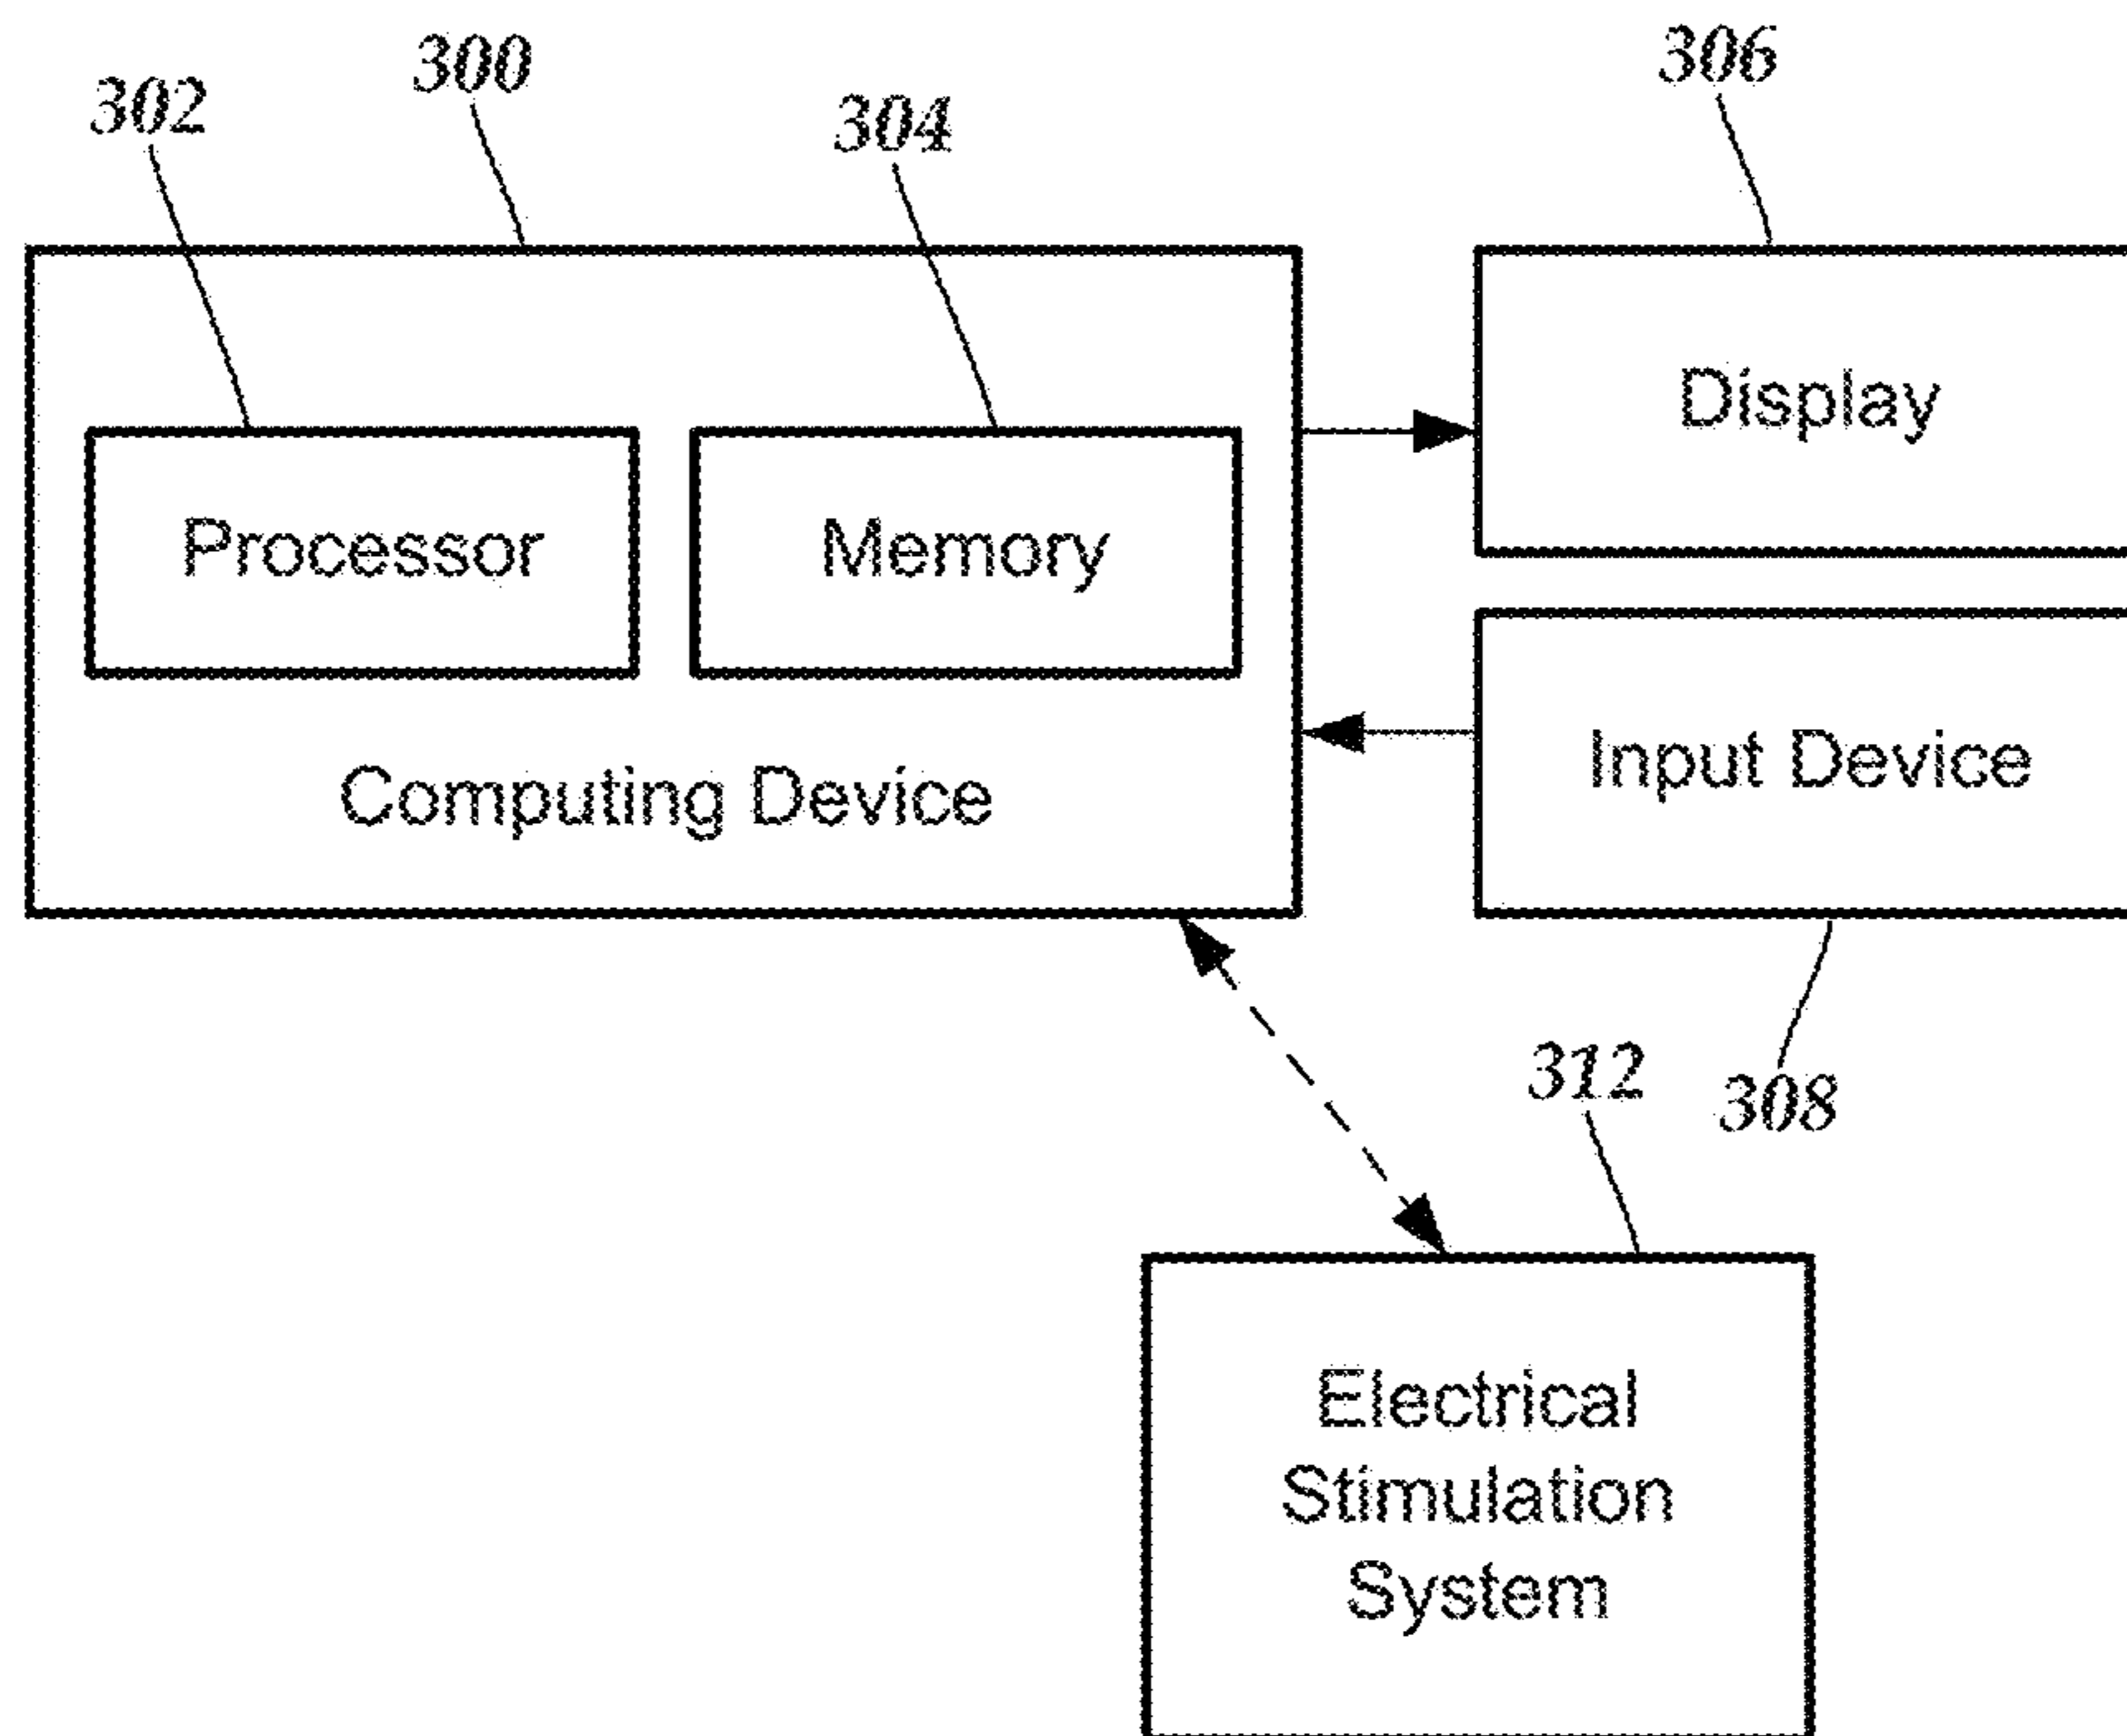 300
302
304
306
Display
Processor
Memory
Input Device
Computing Device
312
308
Electrical
Stimulation
System